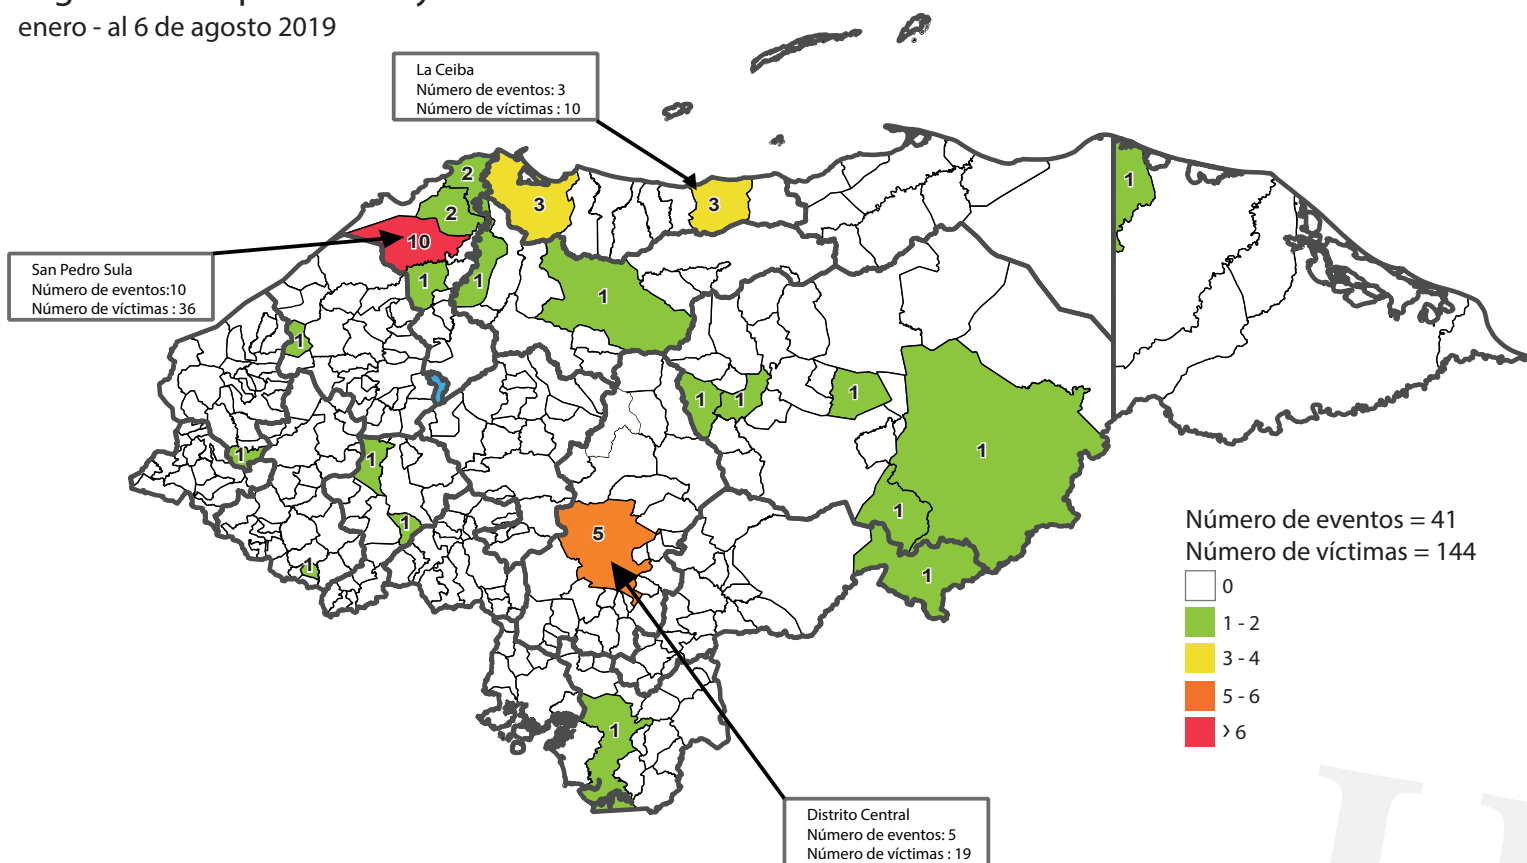 enero - al 6 de agosto 2019
La Ceiba
Número de eventos: 3
Número de víctimas : 10
San Pedro Sula
Número de eventos:10
Número de víctimas : 36
2
2
3
3
1
10
1
1
1
1
1
1
1
1
1
1
1
1
1
5
1
1
1
Número de eventos = 41
Número de víctimas = 144
0
1 - 2
3 - 4
5 - 6
> 6
Distrito Central
Número de eventos: 5
Número de víctimas : 19